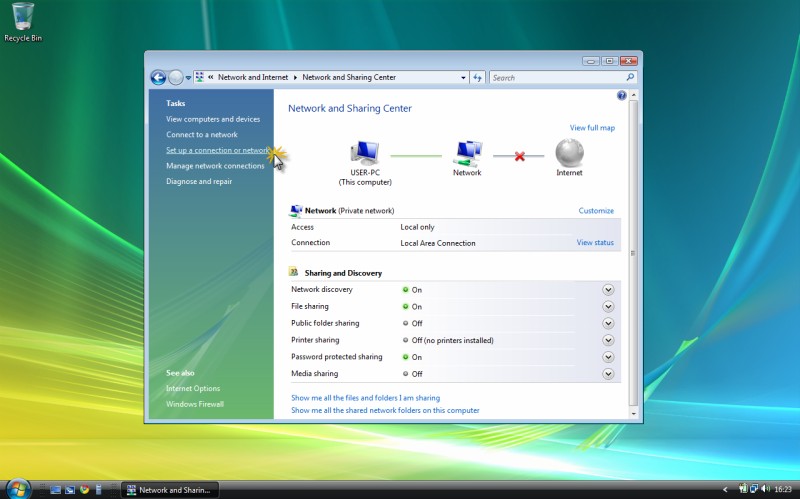 Recycle Bin
« Network and Internet ▸ Network and Sharing Center
Search
Tasks
View computers and devices
Connect to a network
Set up a connection or network
Manage network connections
Diagnose and repair
See also
Internet Options
Windows Firewall
Network and Sharing Center
View full map
USER-PC
(This computer)
Network
Internet
Network (Private network)
Customize
Access Local only
Connection Local Area Connection View status
Sharing and Discovery
Network discovery On
File sharing On
Public folder sharing Off
Printer sharing Off (no printers installed)
Password protected sharing On
Media sharing Off
Show me all the files and folders I am sharing
Show me all the shared network folders on this computer
Network and Sharin...
16:23